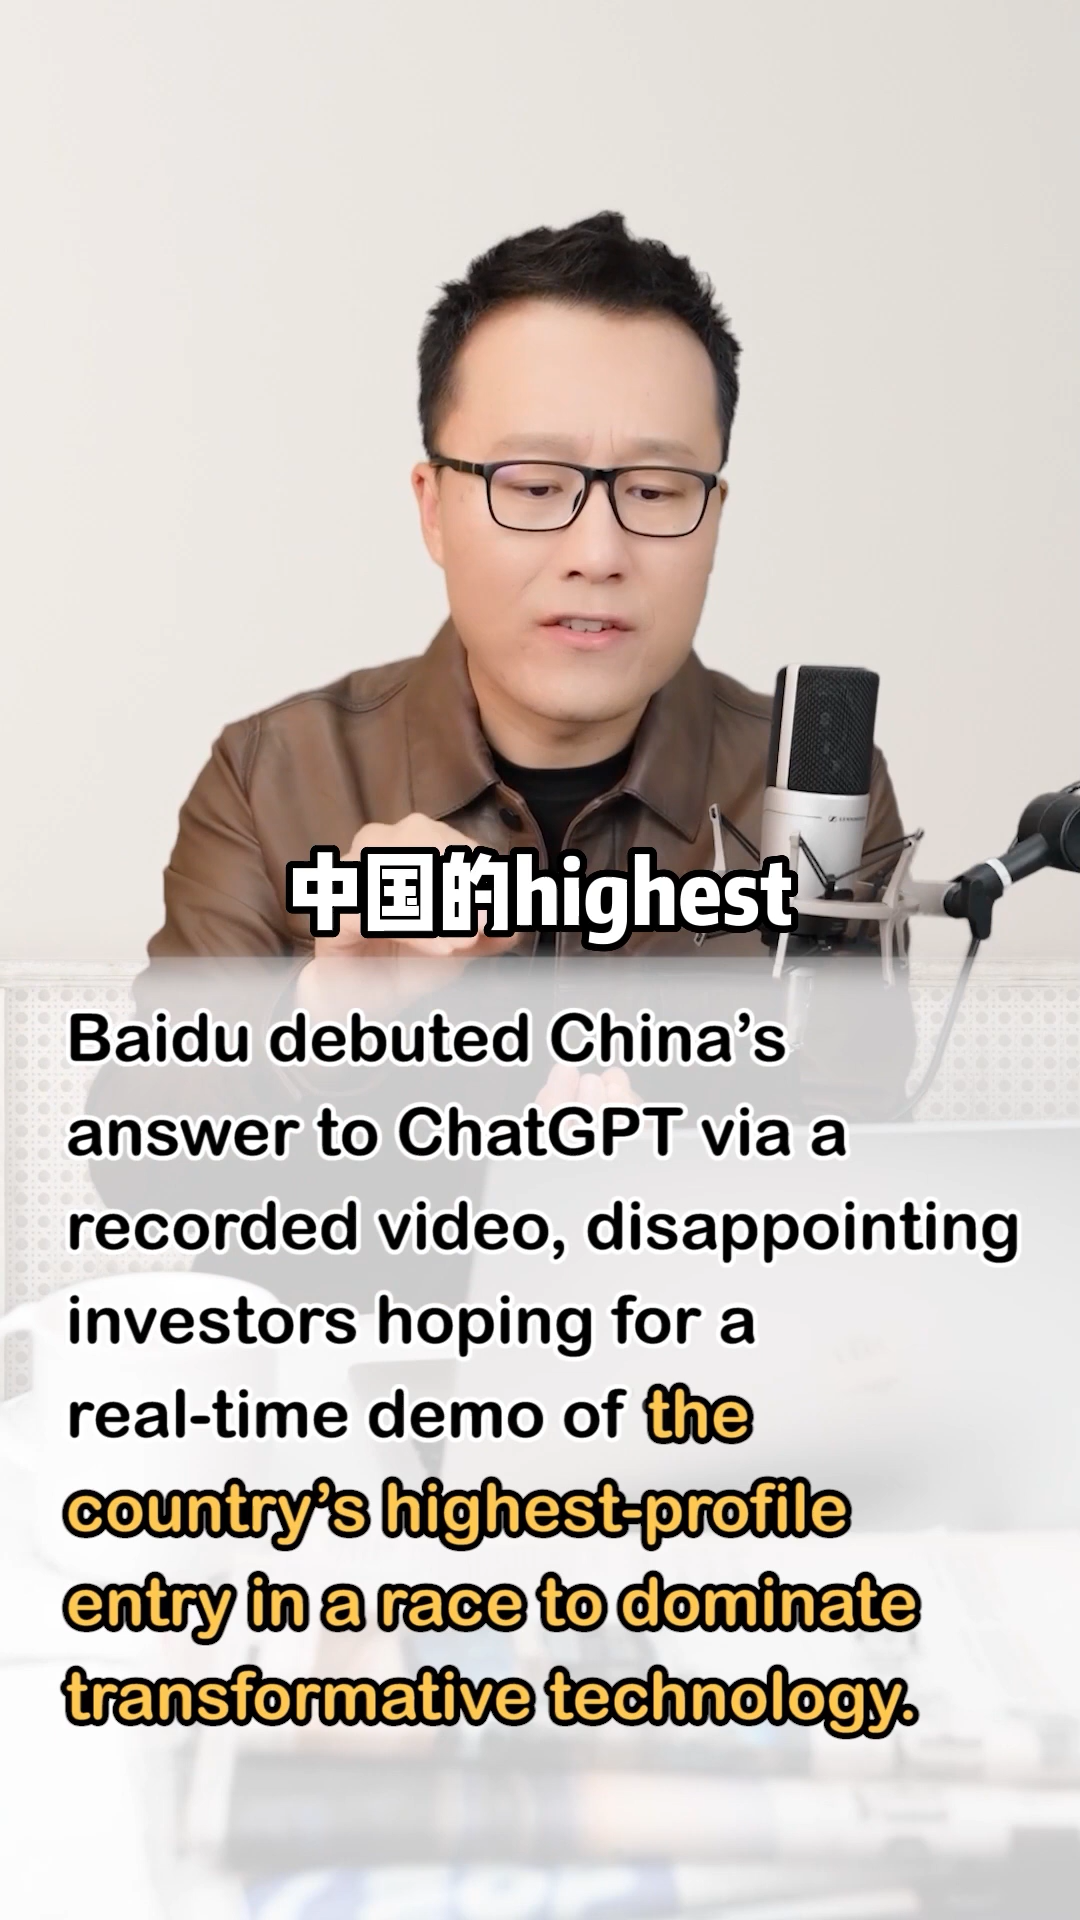 中国的highest
Baidu debuted China's
answer to ChatGPT via a
recorded video, disappointing
investors hoping for a
real-time demo of the
country's highest-profile
entry in a race to dominate
transformative technology.